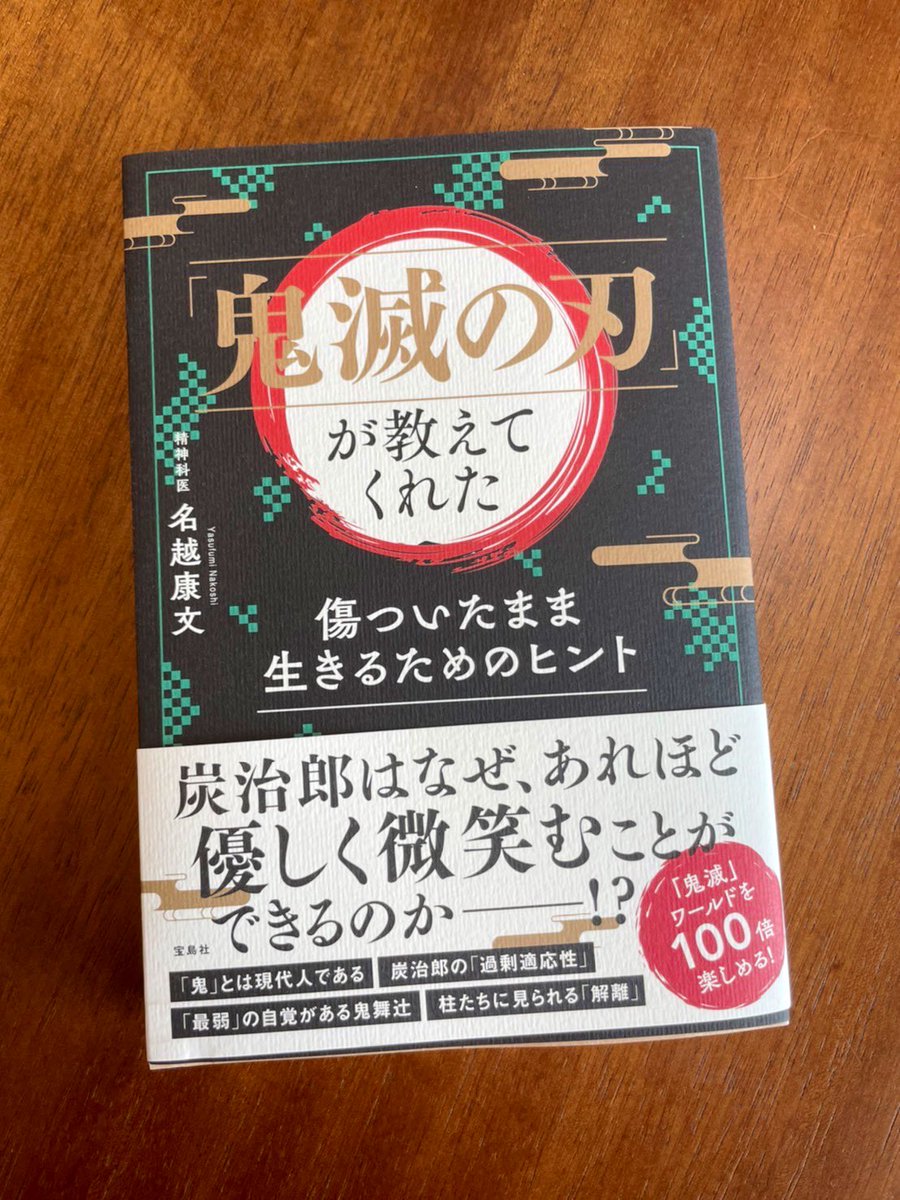 「鬼滅の刃」
が教えて
くれた
精神科医 名越康文
Yasufumi Nakoshi
傷ついたまま
生きるためのヒント
炭治郎はなぜ、あれほど
優しく微笑むことが
できるのか――!?
「鬼滅」
ワールドを
100倍
楽しめる!
宝島社
「鬼」とは現代人である
炭治郎の「過剰適応性」
「最弱」の自覚がある鬼舞辻
柱たちに見られる「解離」